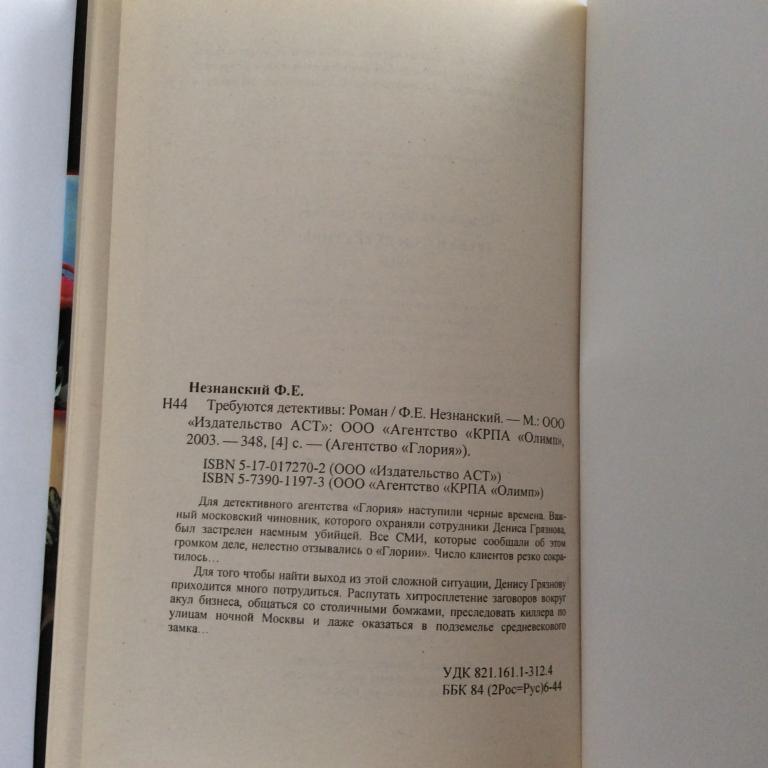 Незнанский Ф.Е.
Н44 Требуются детективы: Роман / Ф.Е. Незнанский. — М.: ООО
«Издательство АСТ»: ООО «Агентство «КРПА «Олимп»,
2003. — 348, [4] с. — (Агентство «Глория»).
ISBN 5-17-017270-2 (ООО «Издательство АСТ»)
ISBN 5-7390-1197-3 (ООО «Агентство «КРПА «Олимп»)
Для детективного агентства «Глория» наступили черные времена. Важ-
ный московский чиновник, которого охраняли сотрудники Дениса Грязнова,
был застрелен наемным убийцей. Все СМИ, которые сообщали об этом
громком деле, нелестно отзывались о «Глории». Число клиентов резко сокра-
тилось...
Для того чтобы найти выход из этой сложной ситуации, Денису Грязнову
приходится много потрудиться. Распутать хитросплетение заговоров вокруг
акул бизнеса, общаться со столичными бомжами, преследовать киллера по
улицам ночной Москвы и даже оказаться в подземелье средневекового
замка...
УДК 821.161.1-312.4
ББК 84 (2Рос=Рус)6-44